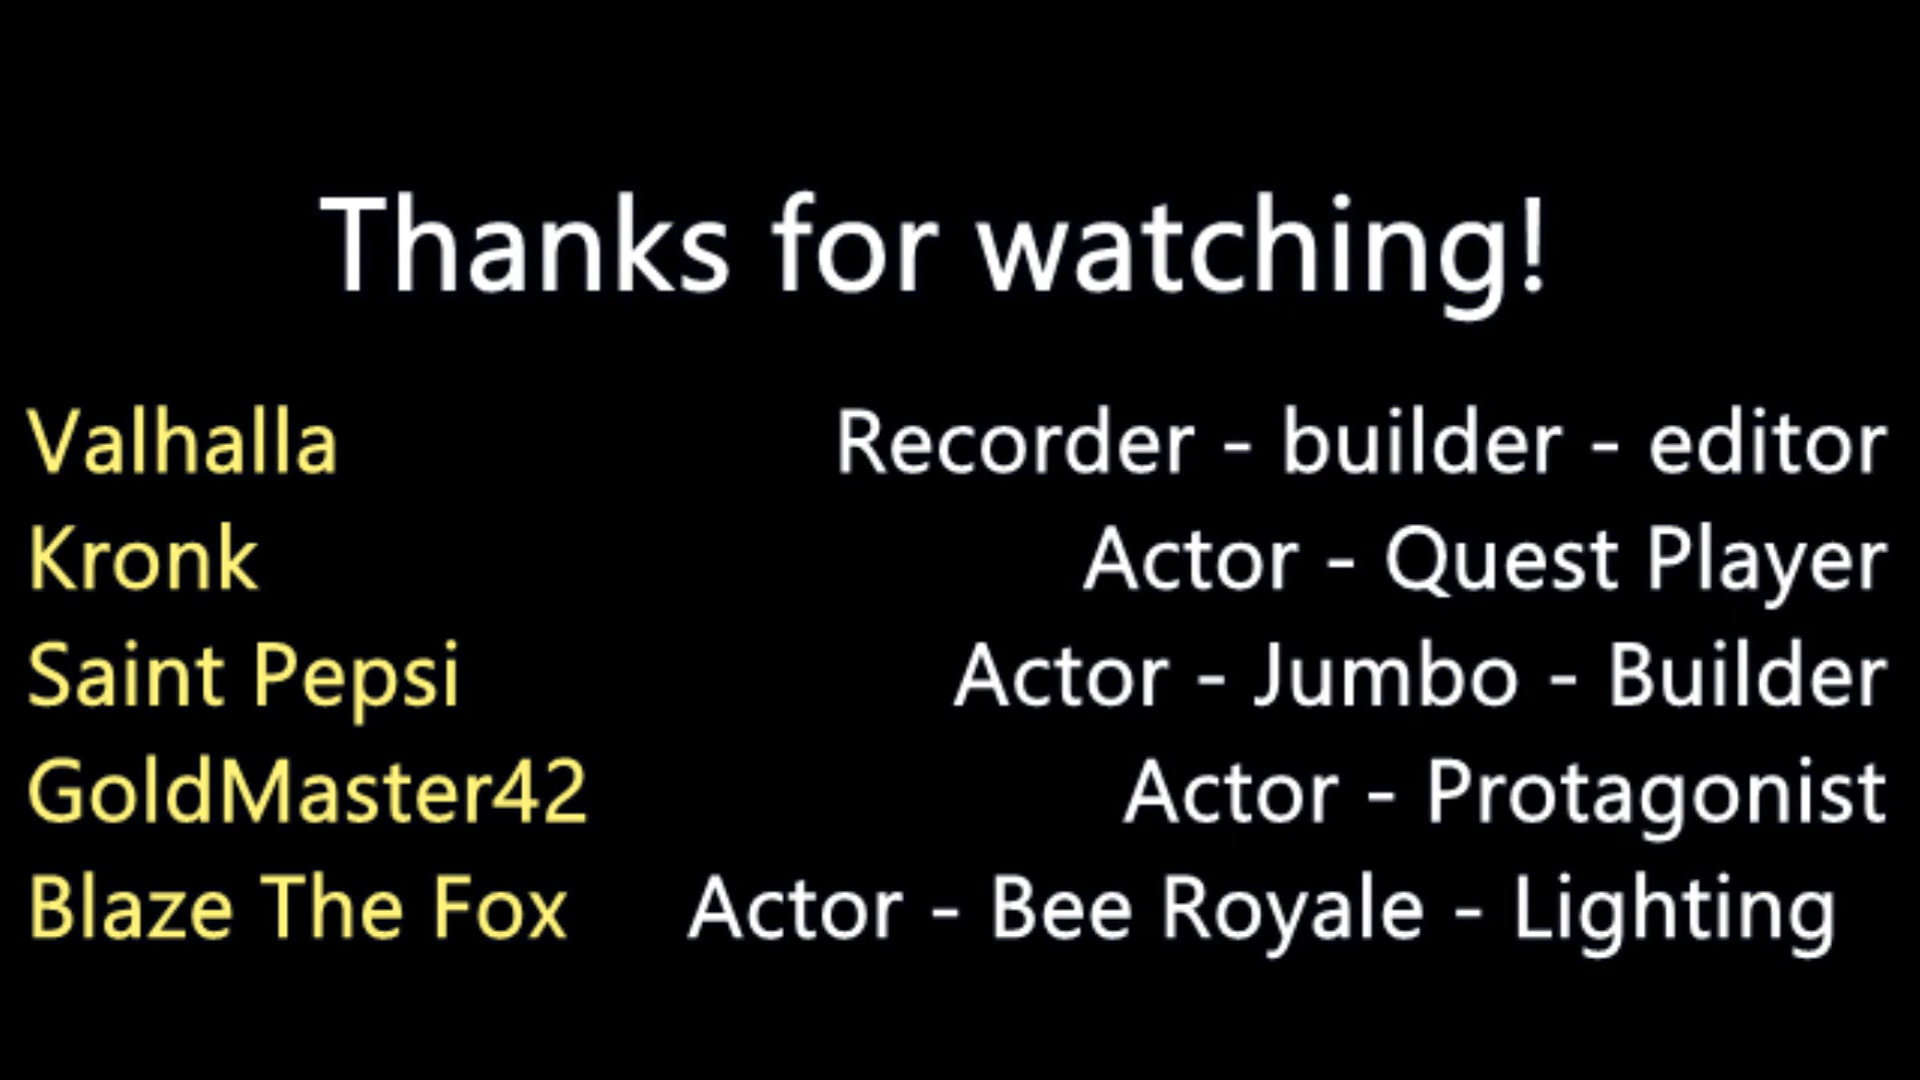 Thanks for watching!
Valhalla Recorder - builder - editor
Kronk Actor - Quest Player
Saint Pepsi Actor - Jumbo - Builder
GoldMaster42 Actor - Protagonist
Blaze The Fox Actor - Bee Royale - Lighting